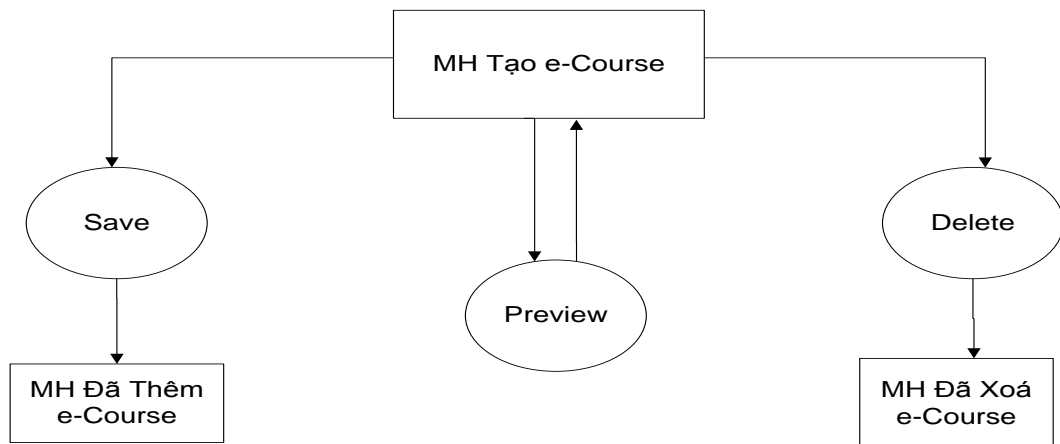 MH Tạo e-Course
Save
Delete
Preview
MH Đã Thêm
e-Course
MH Đã Xoá
e-Course